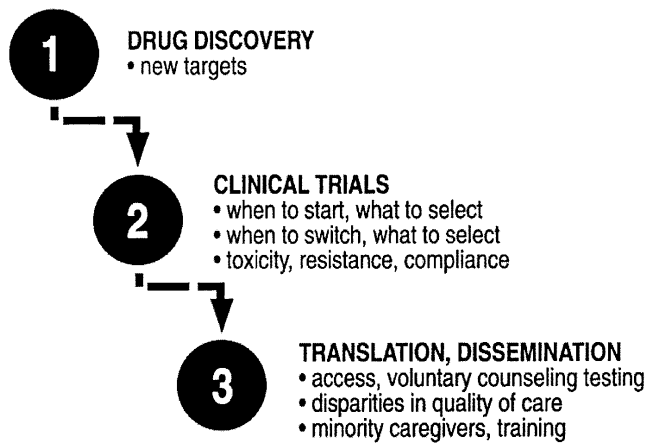 1
DRUG DISCOVERY
• new targets
2
CLINICAL TRIALS
• when to start, what to select
• when to switch, what to select
• toxicity, resistance, compliance
3
TRANSLATION, DISSEMINATION
• access, voluntary counseling testing
• disparities in quality of care
• minority caregivers, training